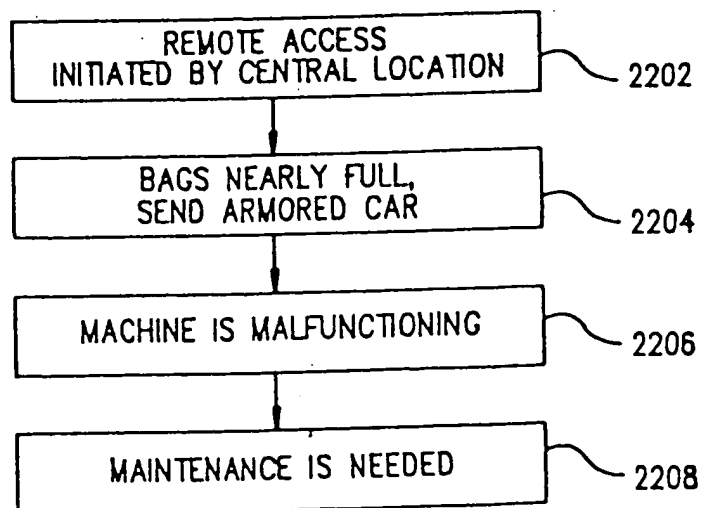 REMOTE ACCESS
INITIATED BY CENTRAL LOCATION
2202
BAGS NEARLY FULL,
SEND ARMORED CAR
2204
MACHINE IS MALFUNCTIONING
2206
MAINTENANCE IS NEEDED
2208